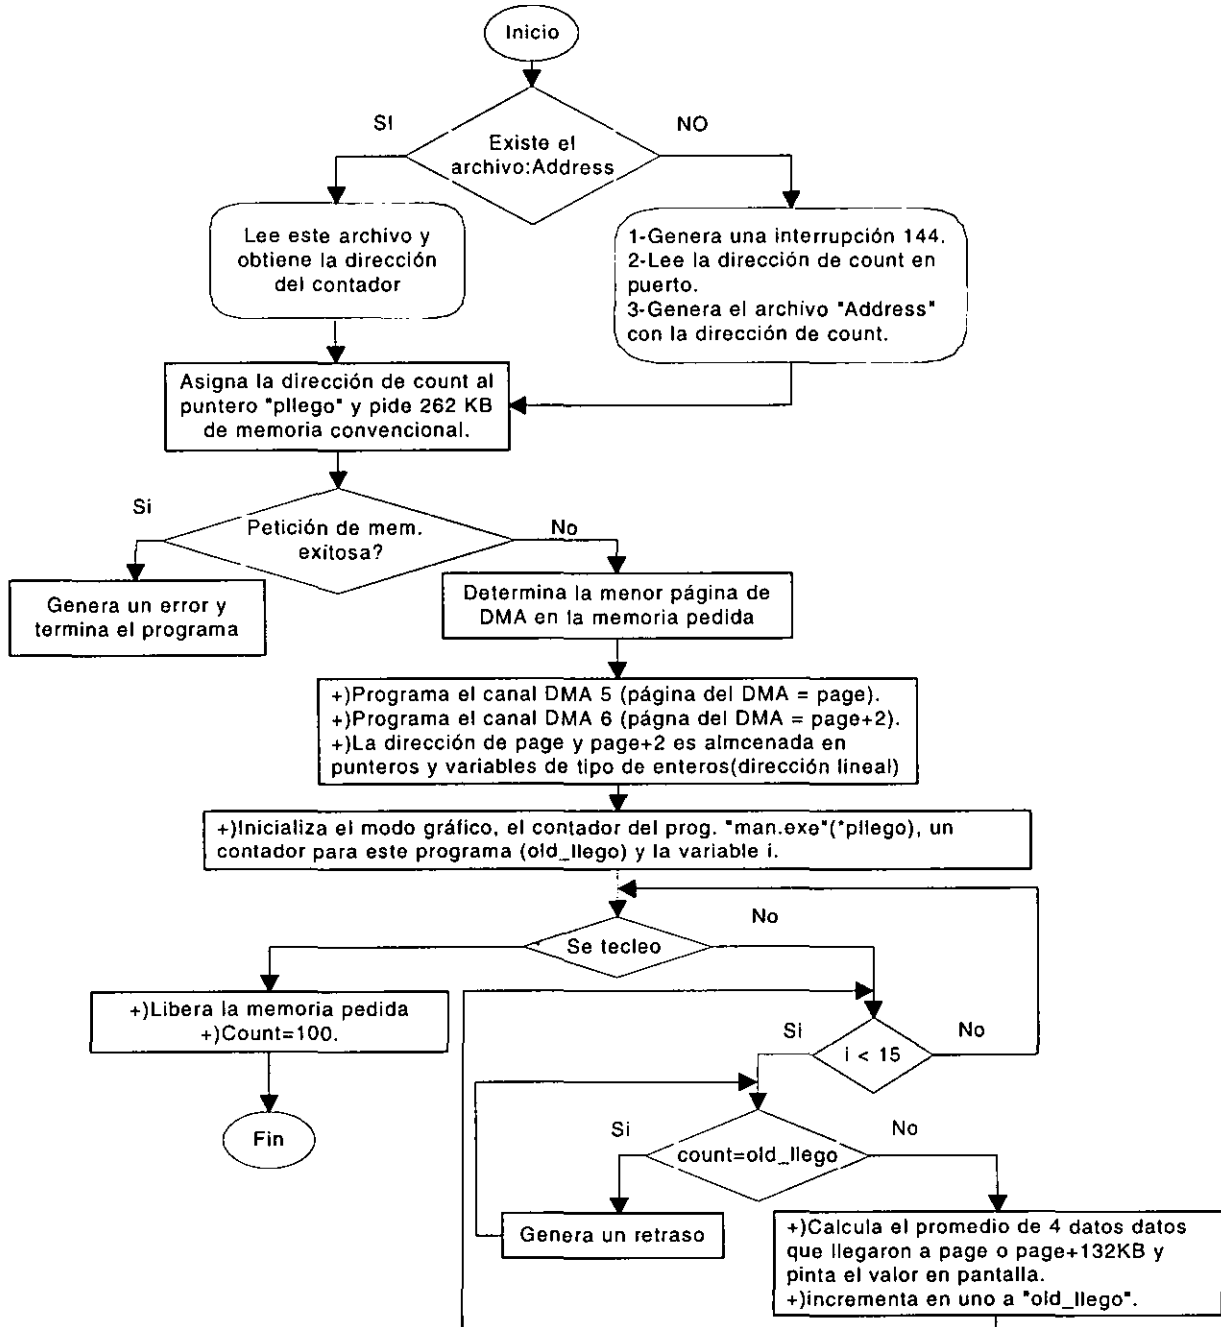 Inicio
SI
NO
Existe el
archivo:Address
Lee este archivo y
obtiene la dirección
del contador
1-Genera una interrupción 144.
2-Lee la dirección de count en
puerto.
3-Genera el archivo "Address"
con la dirección de count.
Asigna la dirección de count al
puntero "pllego" y pide 262 KB
de memoria convencional.
Si
Petición de mem.
exitosa?
No
Genera un error y
termina el programa
Determina la menor página de
DMA en la memoria pedida
+)Programa el canal DMA 5 (página del DMA = page).
+)Programa el canal DMA 6 (págna del DMA = page+2).
+)La dirección de page y page+2 es almcenada en
punteros y variables de tipo de enteros(dirección lineal)
+)Inicializa el modo gráfico, el contador del prog. "man.exe"(*pllego), un
contador para este programa (old_llego) y la variable i.
No
Se tecleo
+)Libera la memoria pedida
+)Count=100.
Si
i < 15
No
Fin
Si
count=old_llego
No
Genera un retraso
+)Calcula el promedio de 4 datos datos
que llegaron a page o page+132KB y
pinta el valor en pantalla.
+)incrementa en uno a "old_llego".